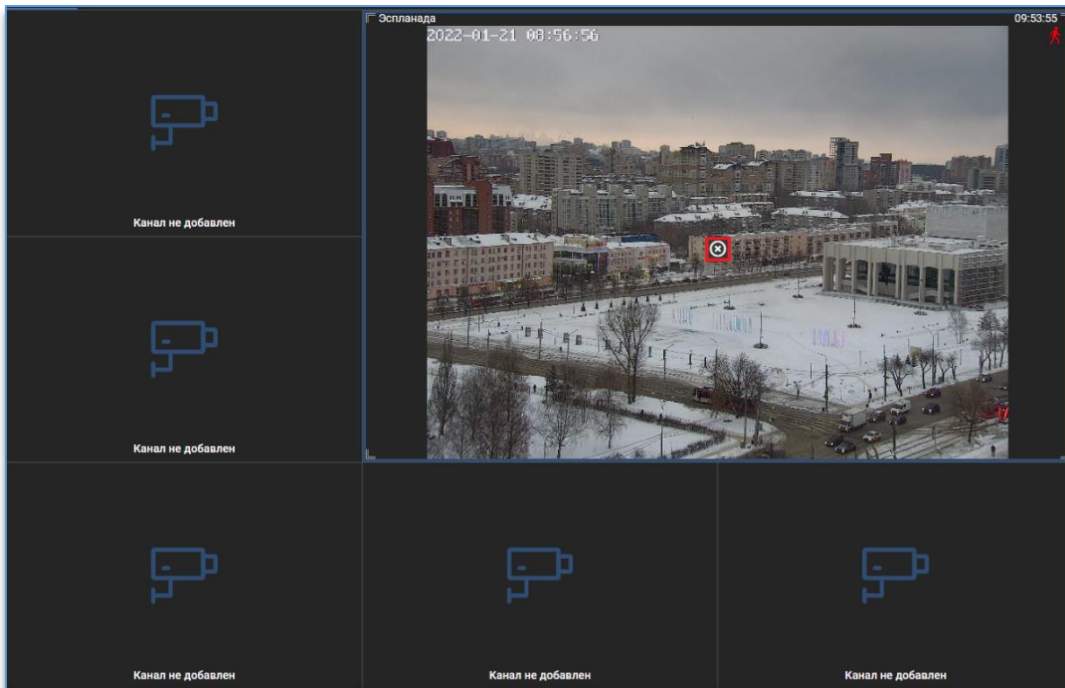 Эспланада
09:53:55
2022-01-21 08:56:56
Канал не добавлен
Канал не добавлен
Канал не добавлен
Канал не добавлен
Канал не добавлен